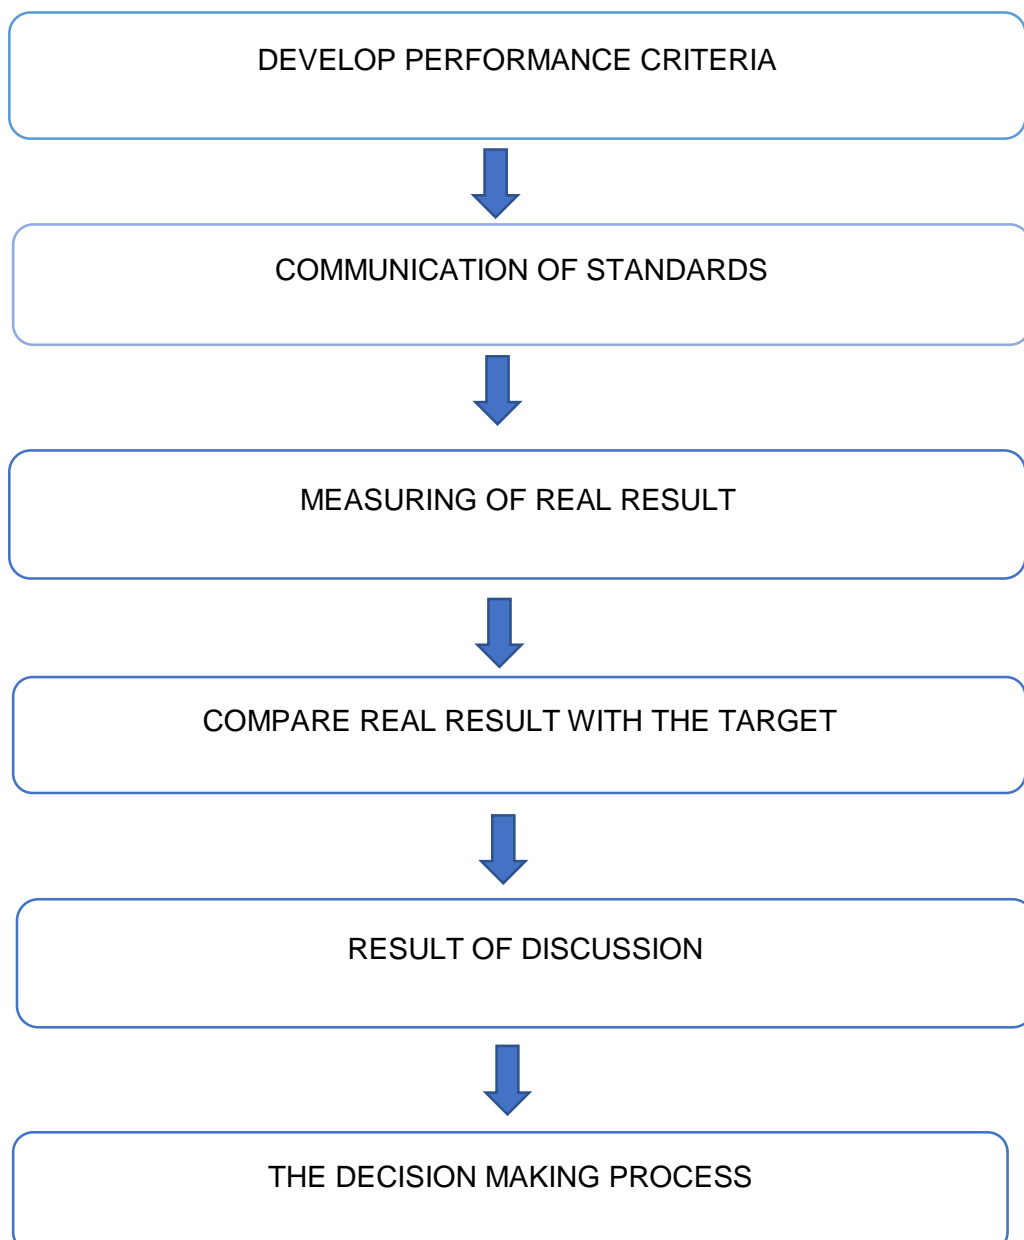 DEVELOP PERFORMANCE CRITERIA
COMMUNICATION OF STANDARDS
MEASURING OF REAL RESULT
COMPARE REAL RESULT WITH THE TARGET
RESULT OF DISCUSSION
THE DECISION MAKING PROCESS